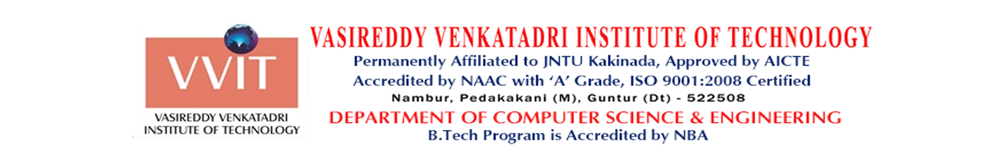 VVIT
VASIREDDY VENKATADRI
INSTITUTE OF TECHNOLOGY
VASIREDDY VENKATADRI INSTITUTE OF TECHNOLOGY
Permanently Affiliated to JNTU Kakinada, Approved by AICTE
Accredited by NAAC with ‘A’ Grade, ISO 9001:2008 Certified
Nambur, Pedakakani (M), Guntur (Dt) - 522508
DEPARTMENT OF COMPUTER SCIENCE & ENGINEERING
B.Tech Program is Accredited by NBA